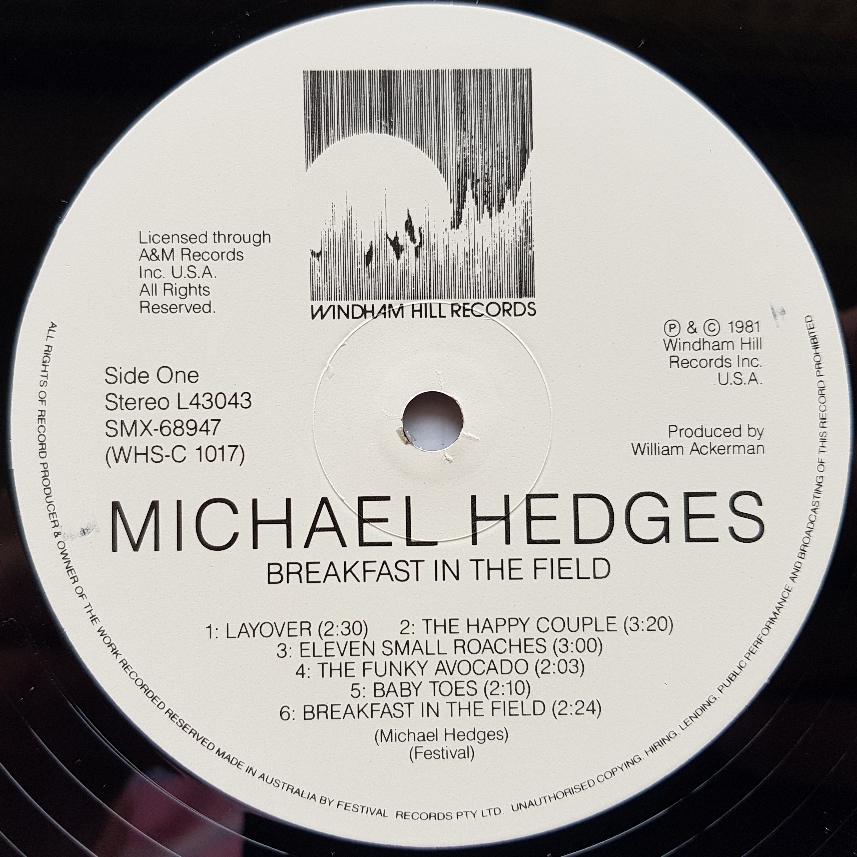 WINDHAM HILL RECORDS
Licensed through
A&M Records
Inc. U.S.A.
All Rights
Reserved.
Ⓟ & © 1981
Windham Hill
Records Inc.
U.S.A.
Side One
Stereo L43043
SMX-68947
(WHS-C 1017)
Produced by
William Ackerman
MICHAEL HEDGES
BREAKFAST IN THE FIELD
1: LAYOVER (2:30) 2: THE HAPPY COUPLE (3:20)
3: ELEVEN SMALL ROACHES (3:00)
4: THE FUNKY AVOCADO (2:03)
5: BABY TOES (2:10)
6: BREAKFAST IN THE FIELD (2:24)
(Michael Hedges)
(Festival)
ALL RIGHTS OF RECORD PRODUCER & OWNER OF THE WORK RECORDED RESERVED MADE IN AUSTRALIA BY FESTIVAL RECORDS PTY LTD. UNAUTHORISED COPYING. HIRING. LENDING. PUBLIC PERFORMANCE AND BROADCASTING OF THIS RECORD PROHIBITED